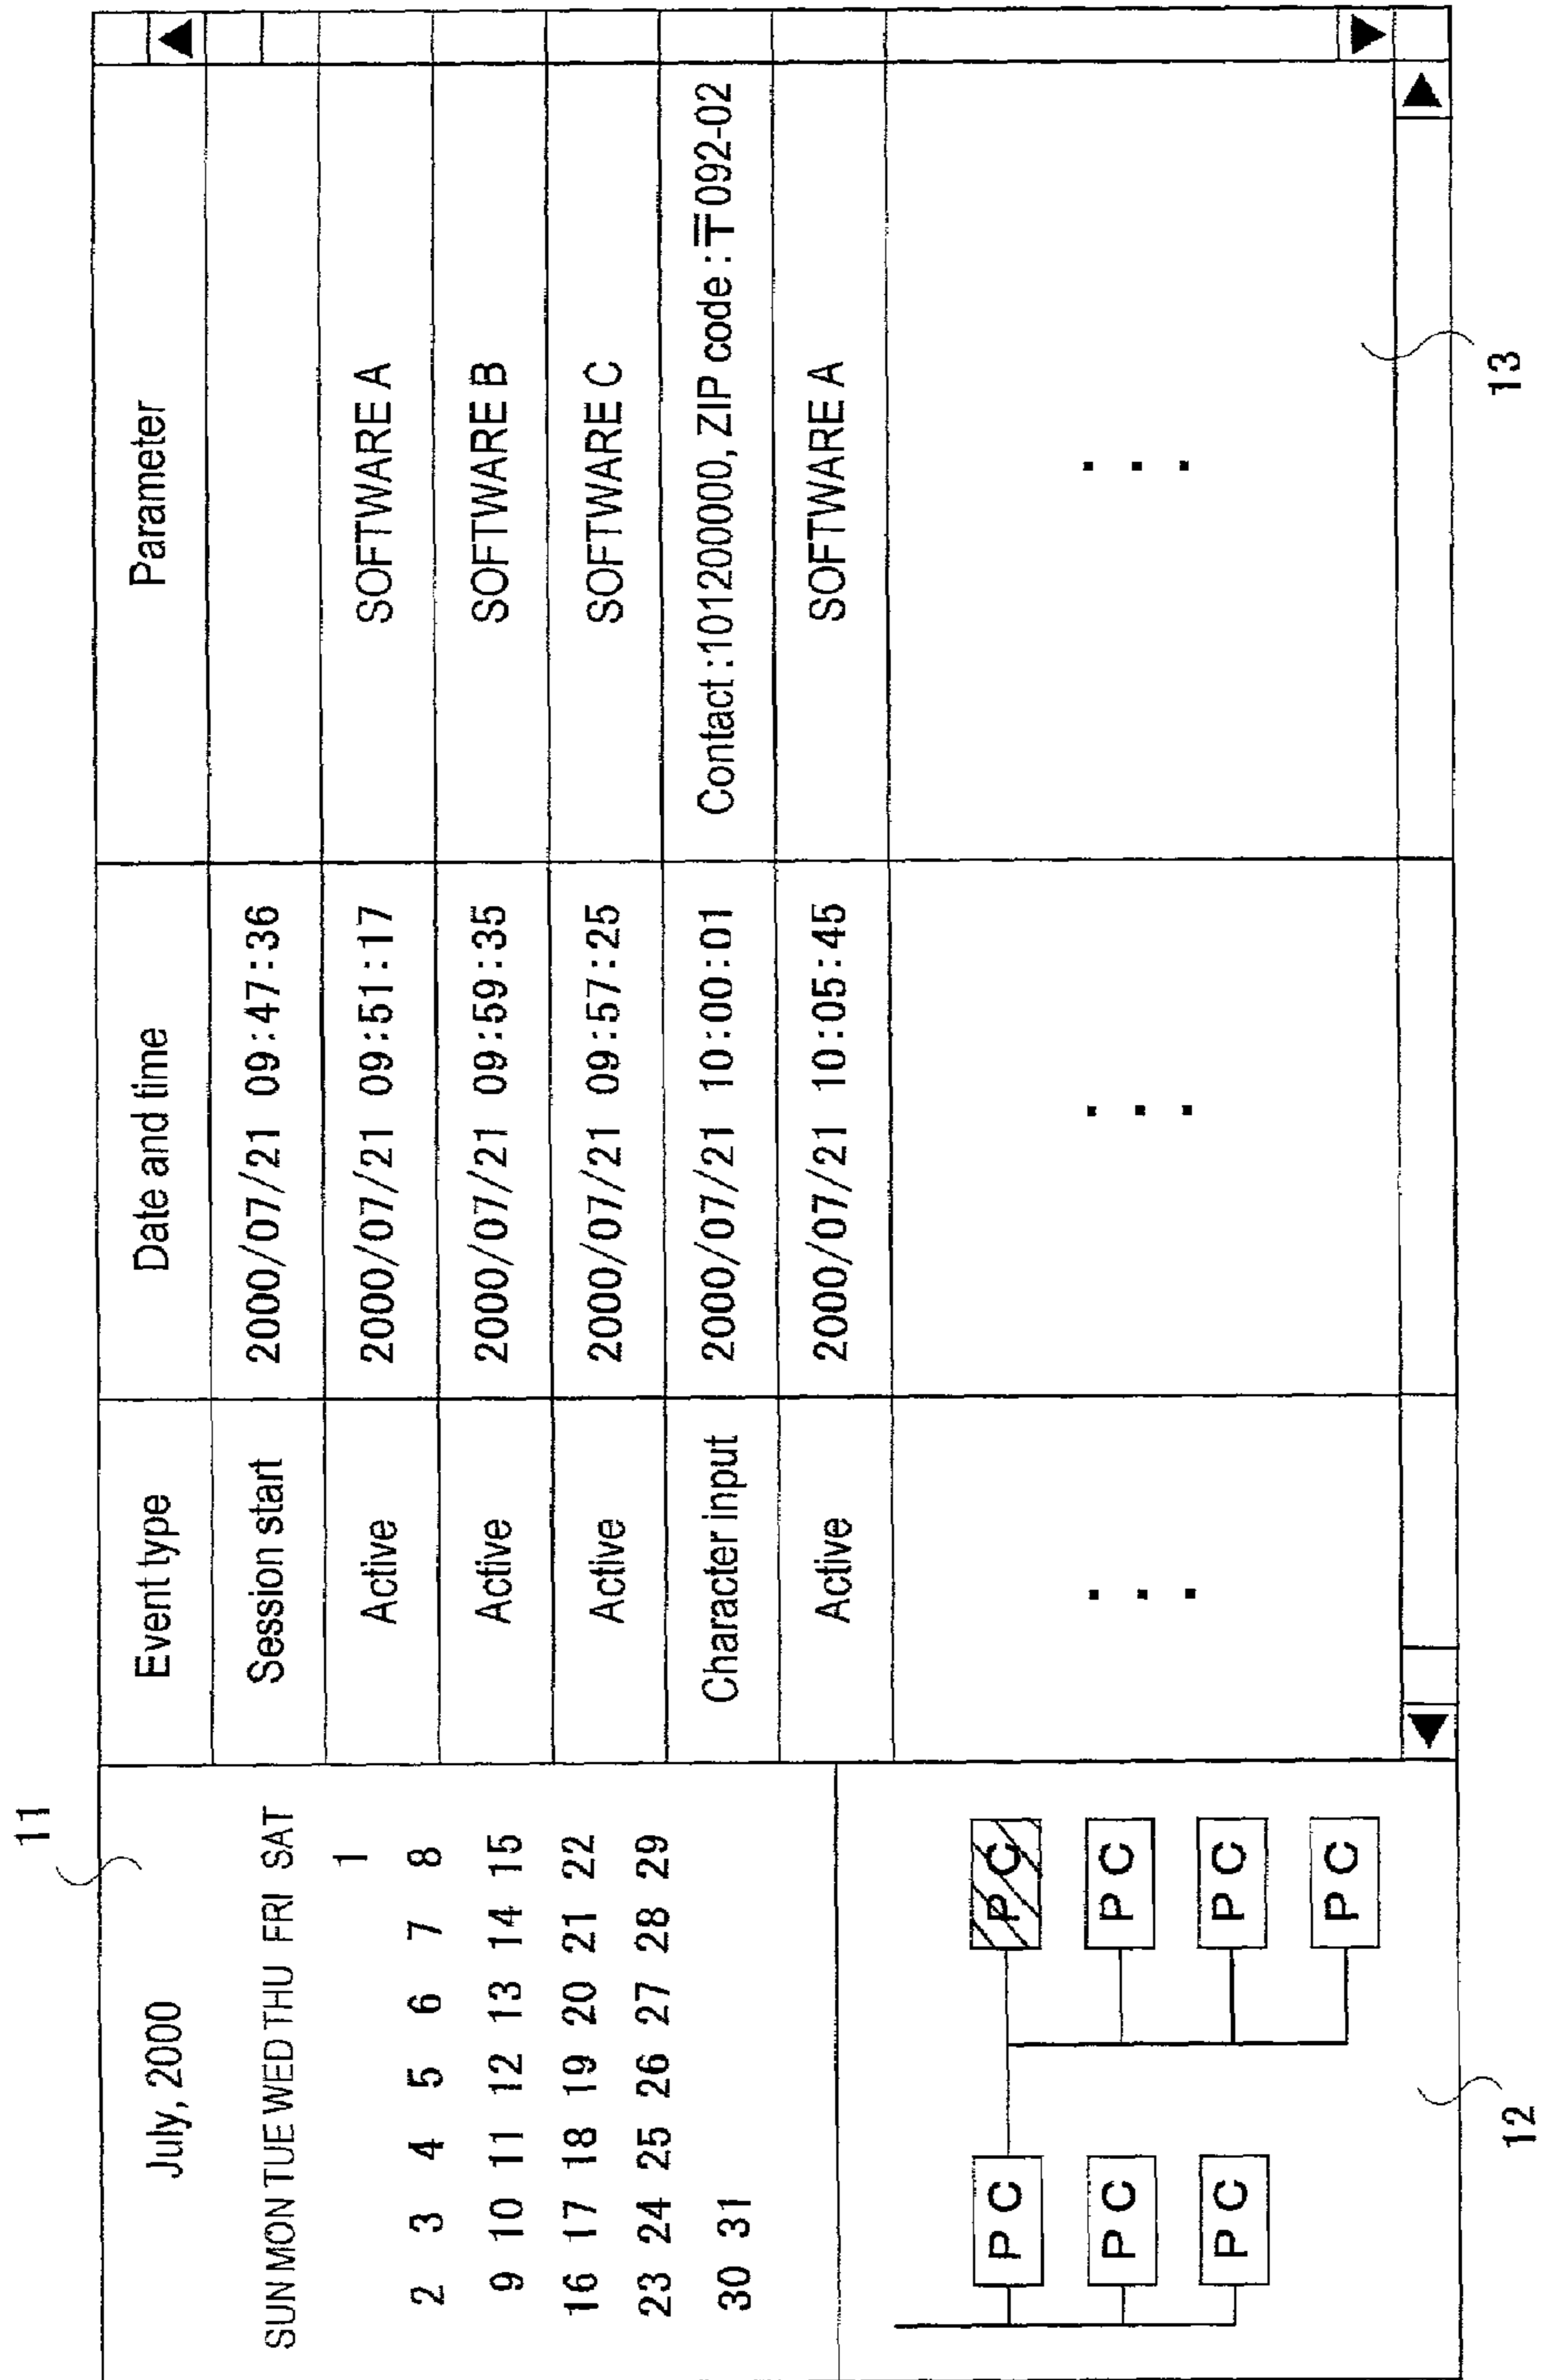 11
July, 2000
SUN MON TUE WED THU FRI SAT
1
2 3 4 5 6 7 8
9 10 11 12 13 14 15
16 17 18 19 20 21 22
23 24 25 26 27 28 29
30 31
PC PC
PC PC
PC PC
PC
12
Event type Date and time Parameter
Session start 2000/07/21 09:47:36
Active 2000/07/21 09:51:17 SOFTWARE A
Active 2000/07/21 09:59:35 SOFTWARE B
Active 2000/07/21 09:57:25 SOFTWARE C
Character input 2000/07/21 10:00:01 Contact:10120000, ZIP code:〒092-02
Active 2000/07/21 10:05:45 SOFTWARE A
... ... ...
13